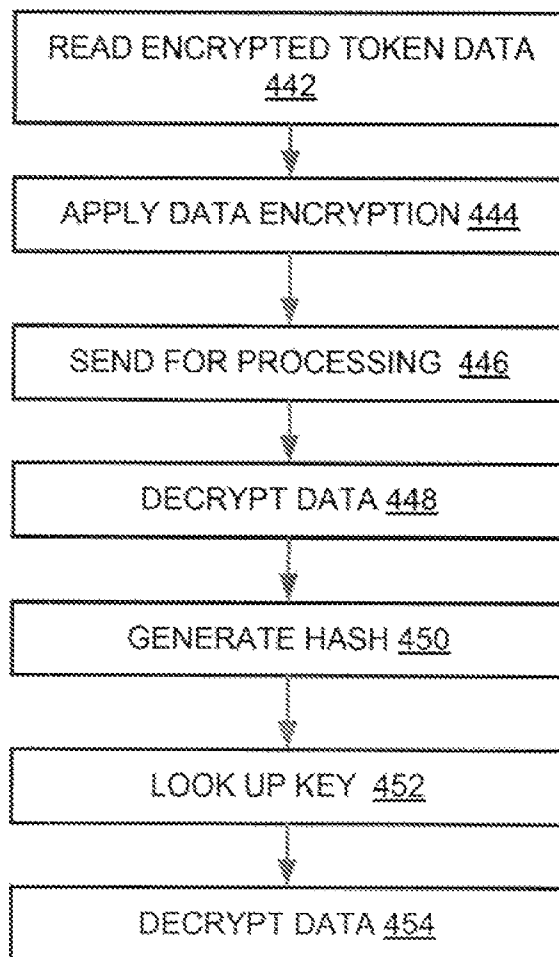 READ ENCRYPTED TOKEN DATA
442
APPLY DATA ENCRYPTION 444
SEND FOR PROCESSING 446
DECRYPT DATA 448
GENERATE HASH 450
LOOK UP KEY 452
DECRYPT DATA 454